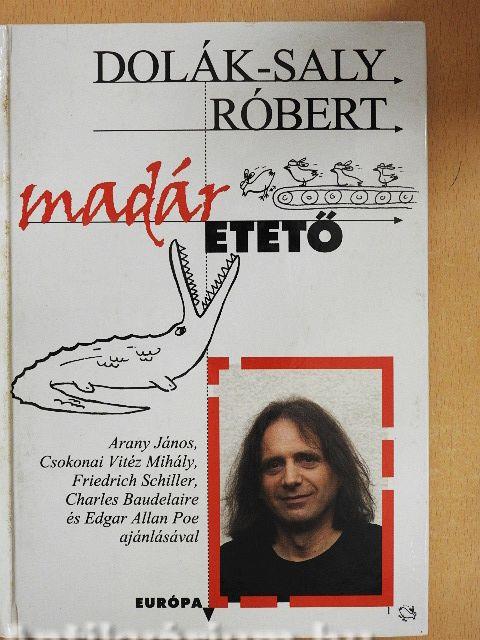 DOLÁK-SALY
RÓBERT
madár
ETETŐ
Arany János,
Csokonai Vitéz Mihály,
Friedrich Schiller,
Charles Baudelaire
és Edgar Allan Poe
ajánlásával
EURÓPA